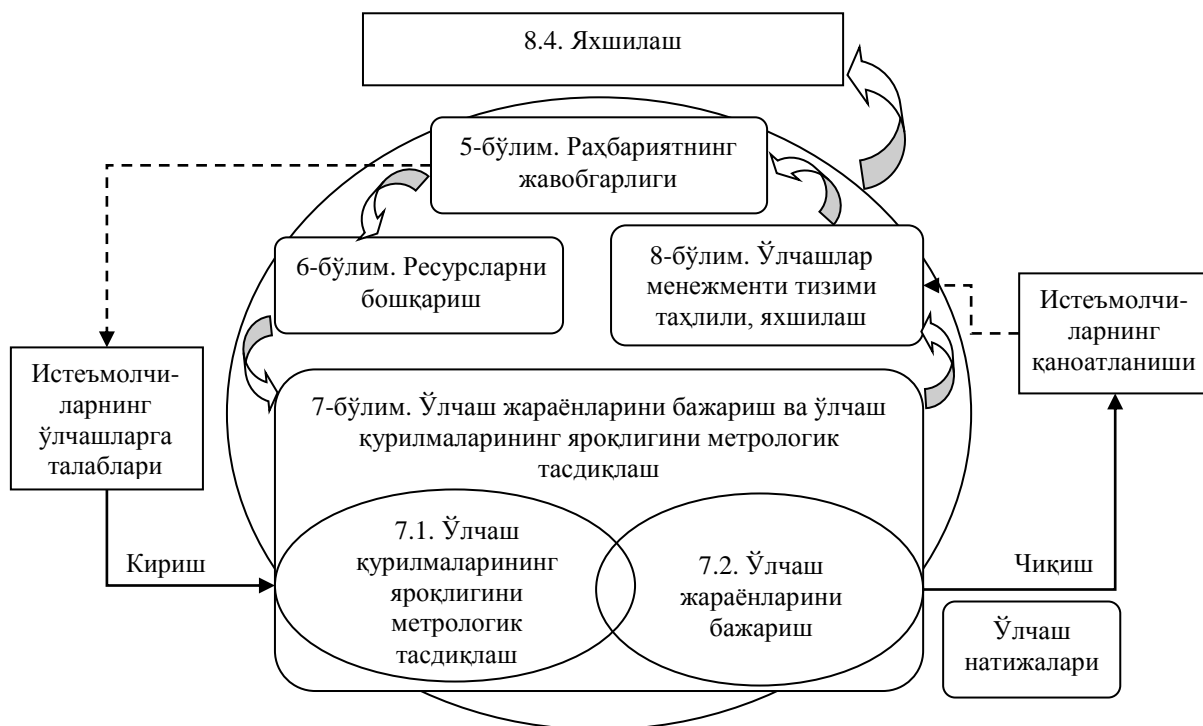 8.4. Яхшилаш
5-бўлим. Раҳбариятнинг
жавобгарлиги
6-бўлим. Ресурсларни
бошқариш
8-бўлим. Ўлчашлар
менежменти тизими
таҳлили, яхшилаш
Истеъмолчи-
ларнинг
қаноатланиши
Истеъмолчи-
ларнинг
ўлчашларга
талаблари
7-бўлим. Ўлчаш жараёнларини бажариш ва ўлчаш
қурилмаларининг яроқлигини метрологик
тасдиқлаш
7.1. Ўлчаш
қурилмаларининг
яроқлигини
метрологик
тасдиқлаш
7.2. Ўлчаш
жараёнларини
бажариш
Кириш
Чиқиш
Ўлчаш
натижалари